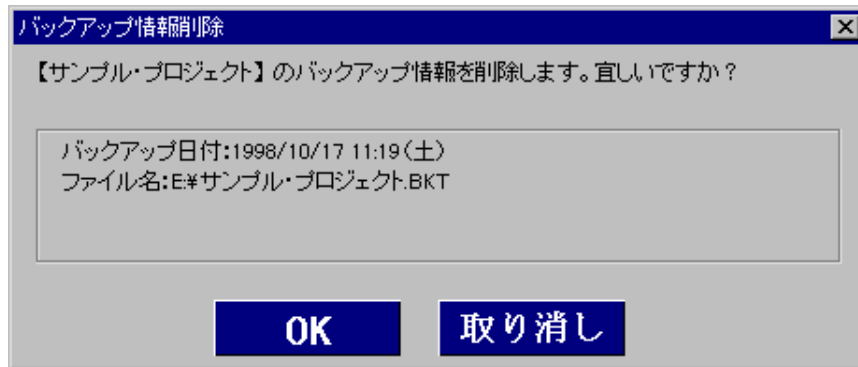 バックアップ情報削除
【サンプル・プロジェクト】のバックアップ情報を削除します。宜しいですか？
バックアップ日付:1998/10/17 11:19(土)
ファイル名:E:¥サンプル・プロジェクト.BKT
OK
取り消し